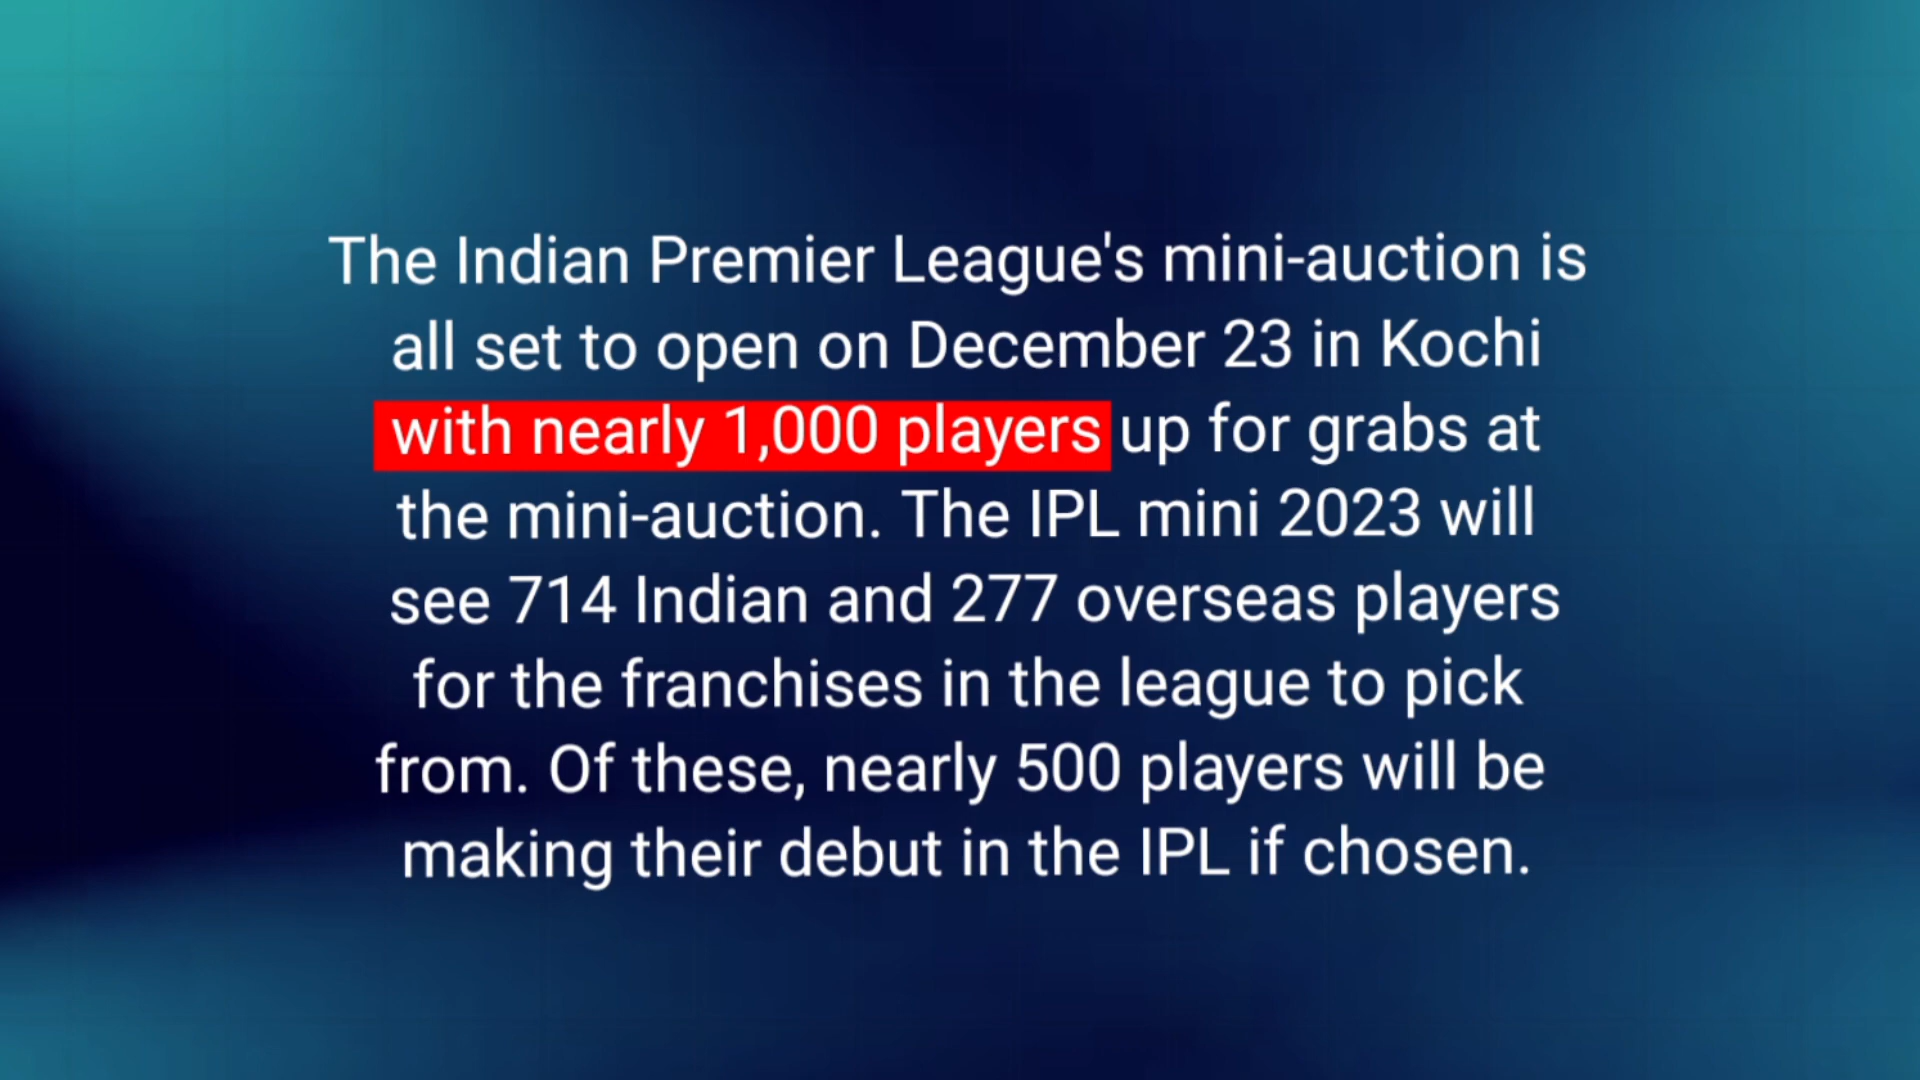 The Indian Premier League's mini-auction is
all set to open on December 23 in Kochi
with nearly 1,000 players up for grabs at
the mini-auction. The IPL mini 2023 will
see 714 Indian and 277 overseas players
for the franchises in the league to pick
from. Of these, nearly 500 players will be
making their debut in the IPL if chosen.